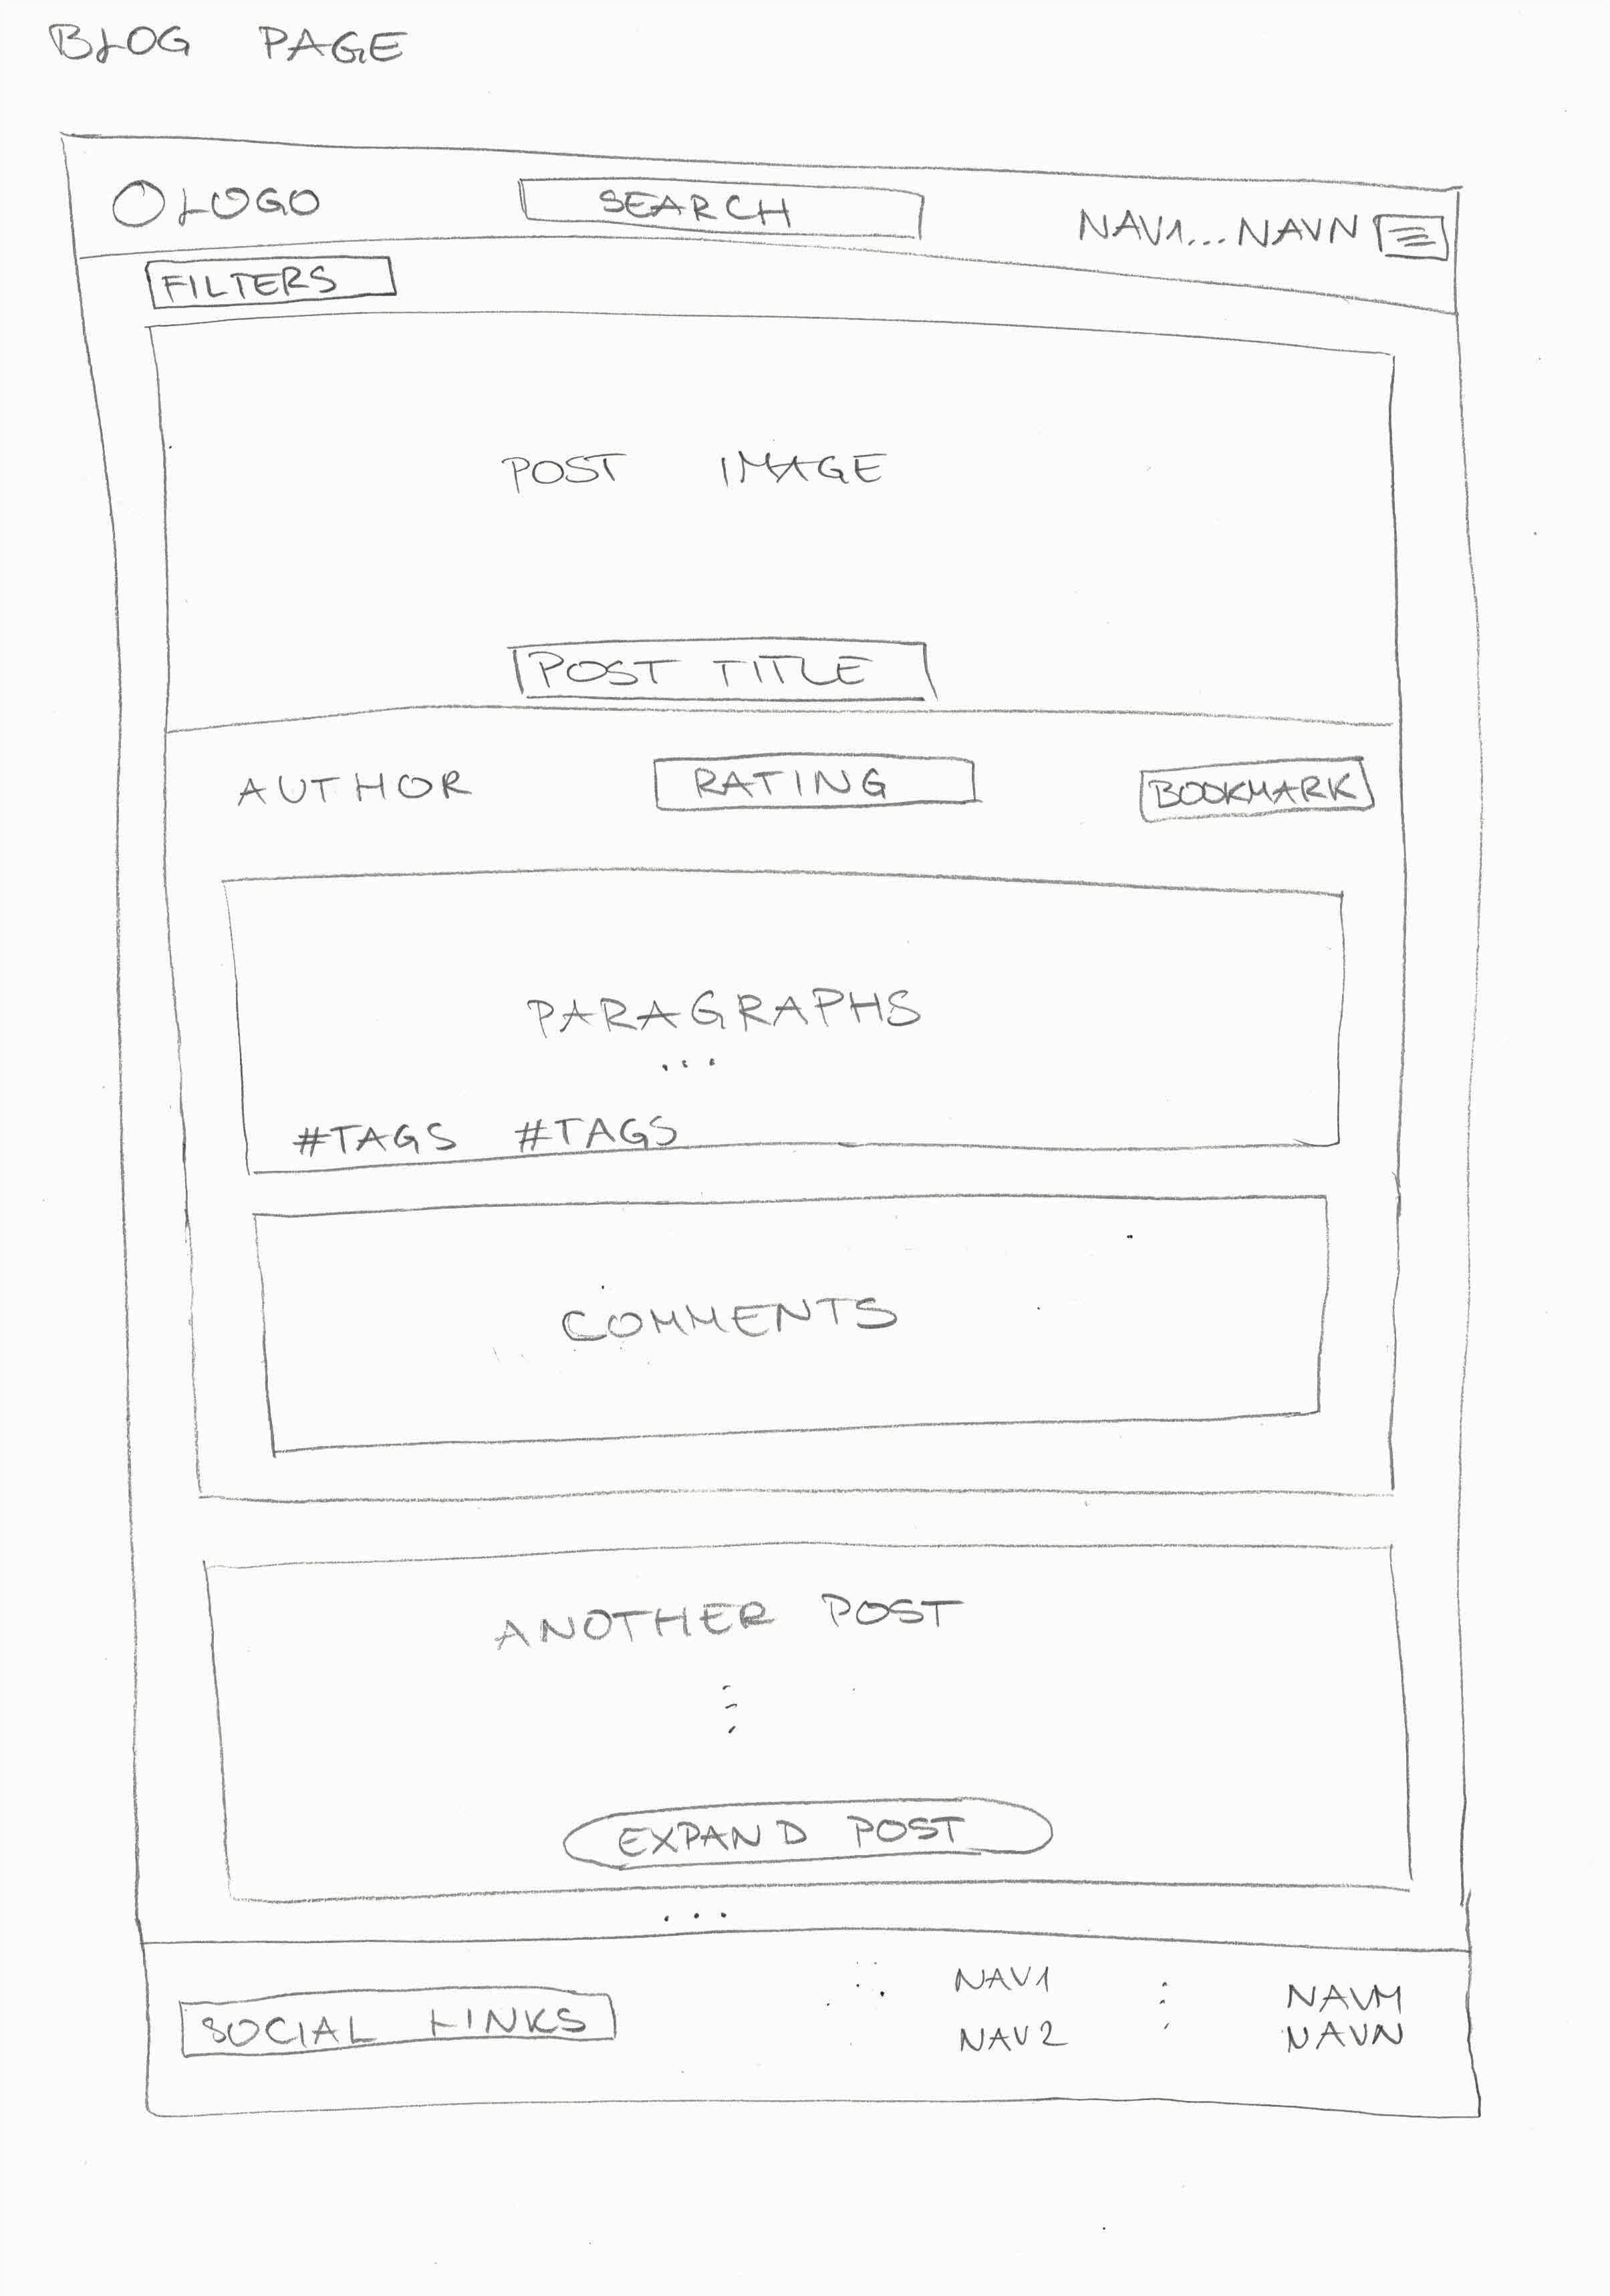 BLOG PAGE
LOGO SEARCH NAV1...NAVN
FILTERS
POST IMAGE
POST TITLE
AUTHOR RATING BOOKMARK
PARAGRAPHS
...
#TAGS #TAGS
COMMENTS
ANOTHER POST
EXPAND POST
...
SOCIAL LINKS
NAV1
NAV2
NAVM
NAVN